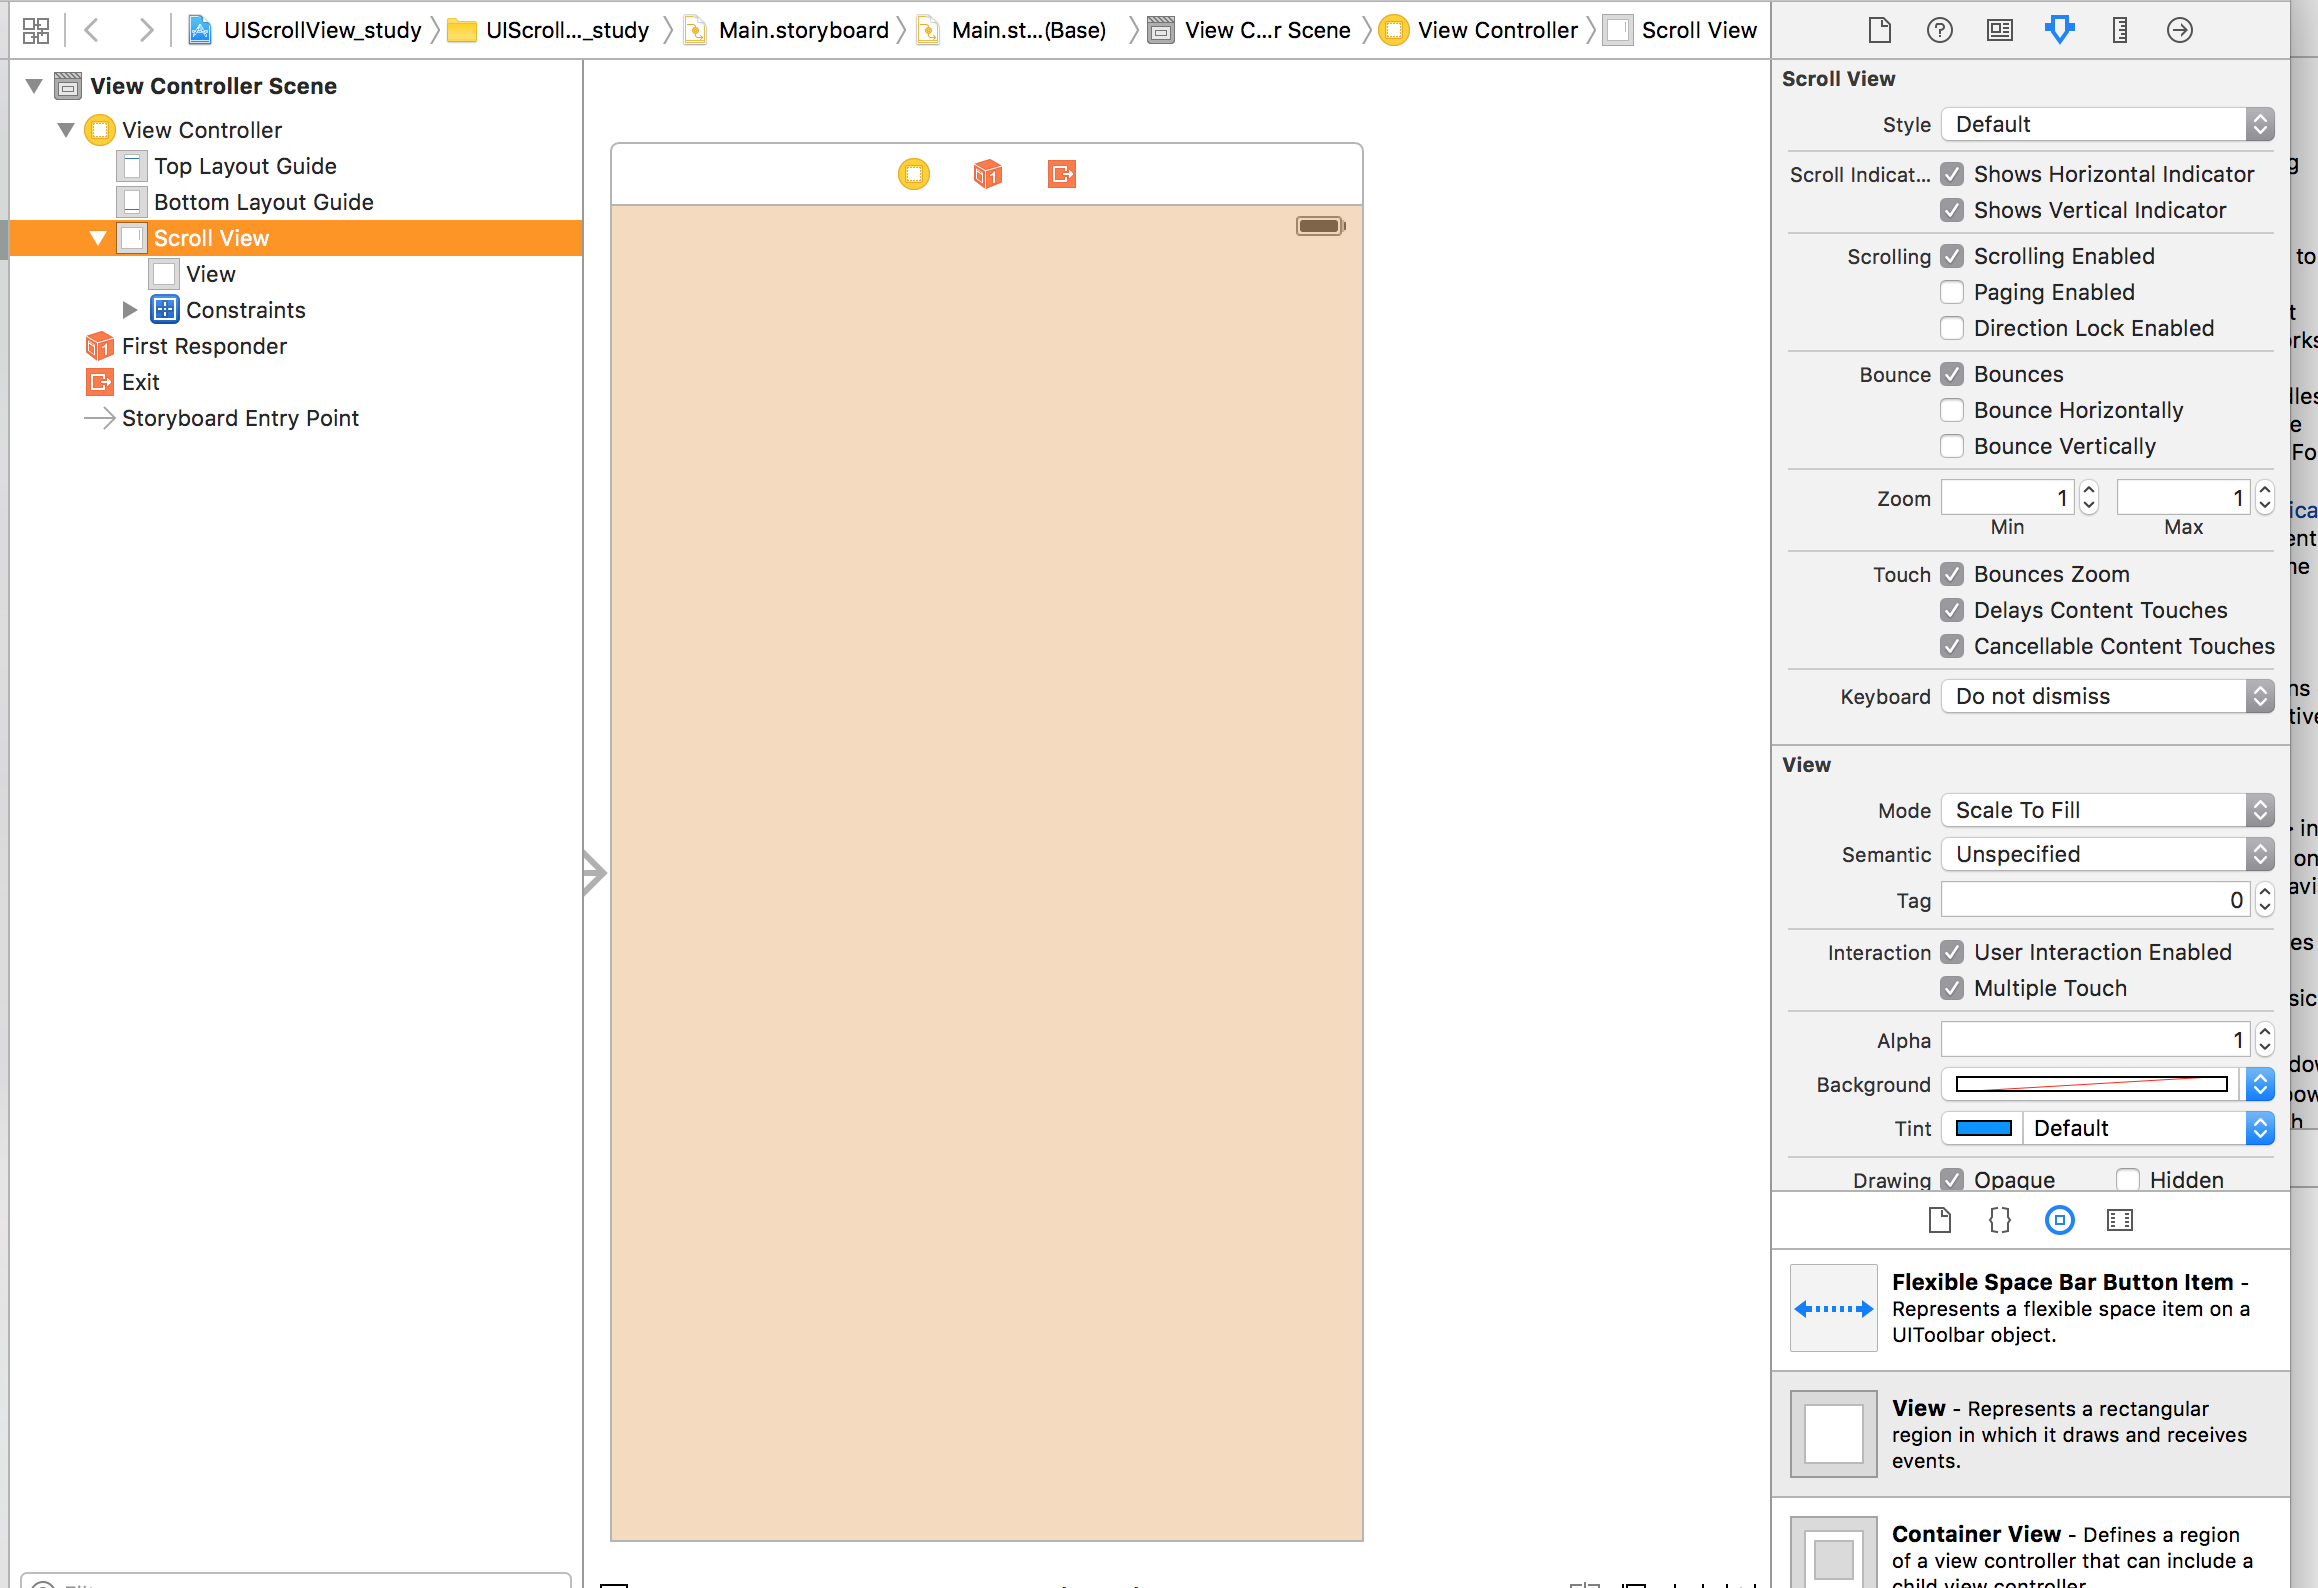 UIScrollView_study UIScroll..._study Main.storyboard Main.st...(Base) View C...r Scene View Controller Scroll View
View Controller Scene
View Controller
Top Layout Guide
Bottom Layout Guide
Scroll View
View
Constraints
First Responder
Exit
Storyboard Entry Point
Scroll View
Style Default
Scroll Indicat... Shows Horizontal Indicator
Shows Vertical Indicator
Scrolling Scrolling Enabled
Paging Enabled
Direction Lock Enabled
Bounce Bounces
Bounce Horizontally
Bounce Vertically
Zoom 1 1
Min Max
Touch Bounces Zoom
Delays Content Touches
Cancellable Content Touches
Keyboard Do not dismiss
View
Mode Scale To Fill
Semantic Unspecified
Tag 0
Interaction User Interaction Enabled
Multiple Touch
Alpha 1
Background
Tint Default
Drawing Opaque Hidden
Flexible Space Bar Button Item -
Represents a flexible space item on a
UIToolbar object.
View - Represents a rectangular
region in which it draws and receives
events.
Container View - Defines a region
of a view controller that can include a
child view controller.